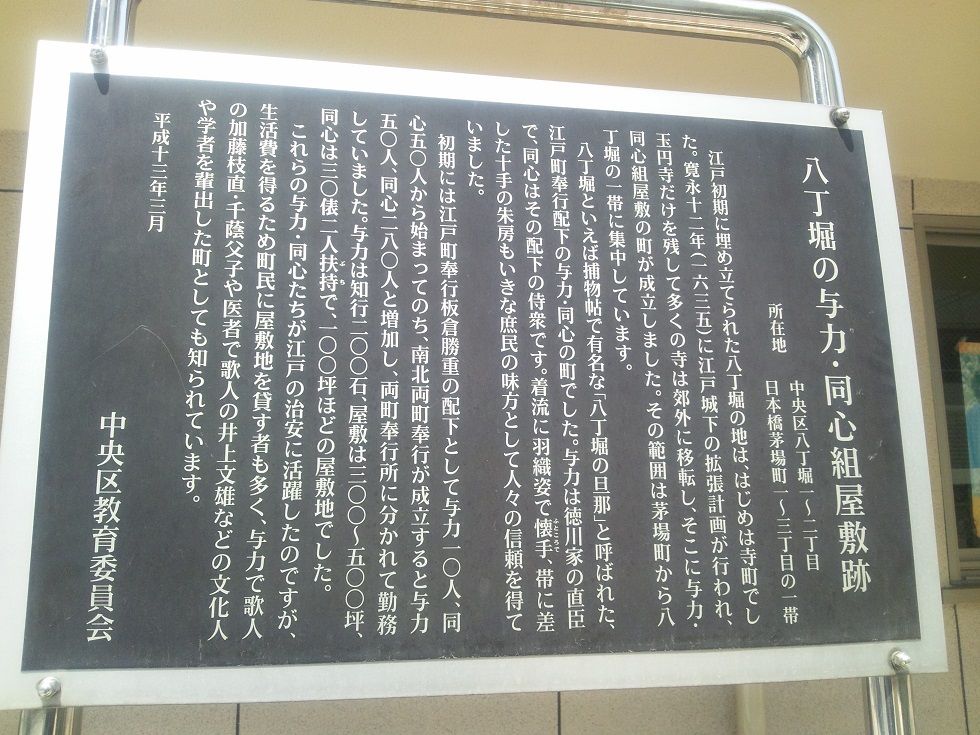 八丁堀の与力・同心組屋敷跡
所在地　中央区八丁堀一～二丁目
日本橋茅場町一～三丁目の一帯
江戸初期に埋め立てられた八丁堀の地は、はじめは寺町でし
た。寛永十二年（一六三五）に江戸城下の拡張計画が行われ、
玉円寺だけを残して多くの寺は郊外に移転し、そこに与力・
同心組屋敷の町が成立しました。その範囲は茅場町から八
丁堀の一帯に集中しています。
八丁堀といえば捕物帖で有名な「八丁堀の旦那」と呼ばれた、
江戸町奉行配下の与力・同心の町でした。与力は徳川家の直臣
で、同心はその配下の侍衆です。着流に羽織姿で懐手、帯に差
した十手の朱房もいきな庶民の味方として人々の信頼を得て
いました。
初期には江戸町奉行板倉勝重の配下として与力一〇人、同
心五〇人から始まってのち、南北両町奉行が成立すると与力
五〇人、同心二八〇人と増加し、両町奉行所に分かれて勤務
していました。与力は知行二〇〇石、屋敷は三〇〇～五〇〇坪、
同心は三〇俵二人扶持で、一〇〇坪ほどの屋敷地でした。
これらの与力・同心たちが江戸の治安に活躍したのですが、
生活費を得るため町民に屋敷地を貸す者も多く、与力で歌人
の加藤枝直・千蔭父子や医者で歌人の井上文雄などの文化人
や学者を輩出した町としても知られています。
平成十三年三月
中央区教育委員会